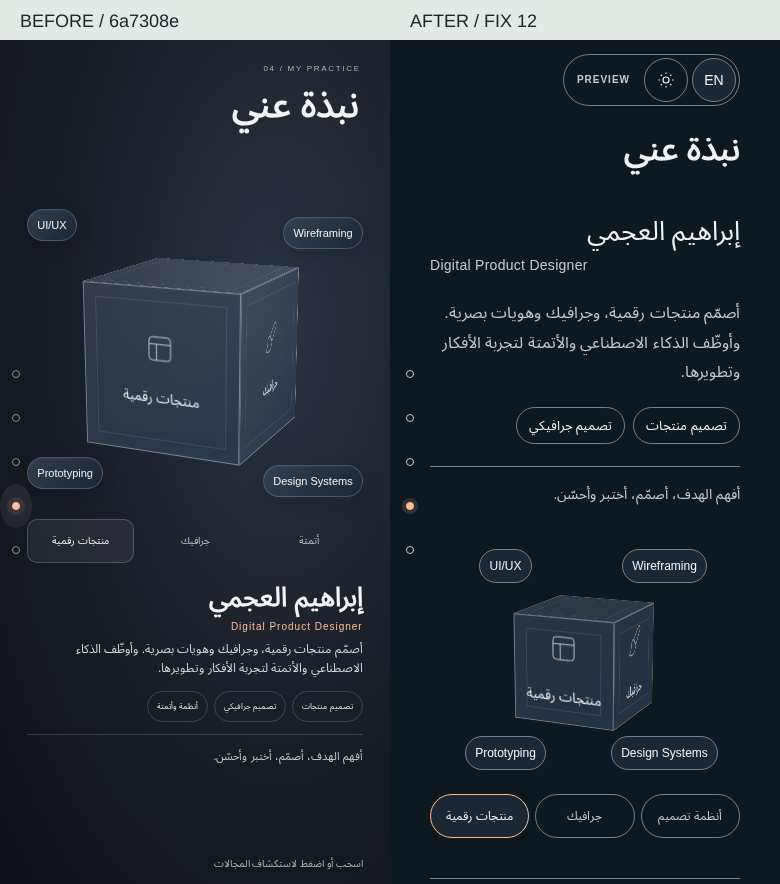 BEFORE / 6a7308e
04 / MY PRACTICE
نبذة عني
UI/UX
Wireframing
منتجات رقمية
جرافيك
Prototyping
Design Systems
منتجات رقمية
جرافيك
أتمتة
إبراهيم العجمي
Digital Product Designer
أصمّم منتجات رقمية، وجرافيك وهويات بصرية. وأوظّف الذكاء
الاصطناعي والأتمتة لتجربة الأفكار وتطويرها.
تصميم منتجات
تصميم جرافيكي
أنظمة وأتمتة
أفهم الهدف، أصمّم، أختبر وأحسّن.
اسحب أو اضغط لاستكشاف المجالات
AFTER / FIX 12
PREVIEW
EN
نبذة عني
إبراهيم العجمي
Digital Product Designer
أصمّم منتجات رقمية، وجرافيك وهويات بصرية.
وأوظّف الذكاء الاصطناعي والأتمتة لتجربة الأفكار
وتطويرها.
تصميم منتجات
تصميم جرافيكي
أفهم الهدف، أصمّم، أختبر وأحسّن.
UI/UX
Wireframing
منتجات رقمية
جرافيك
Prototyping
Design Systems
منتجات رقمية
جرافيك
أنظمة تصميم